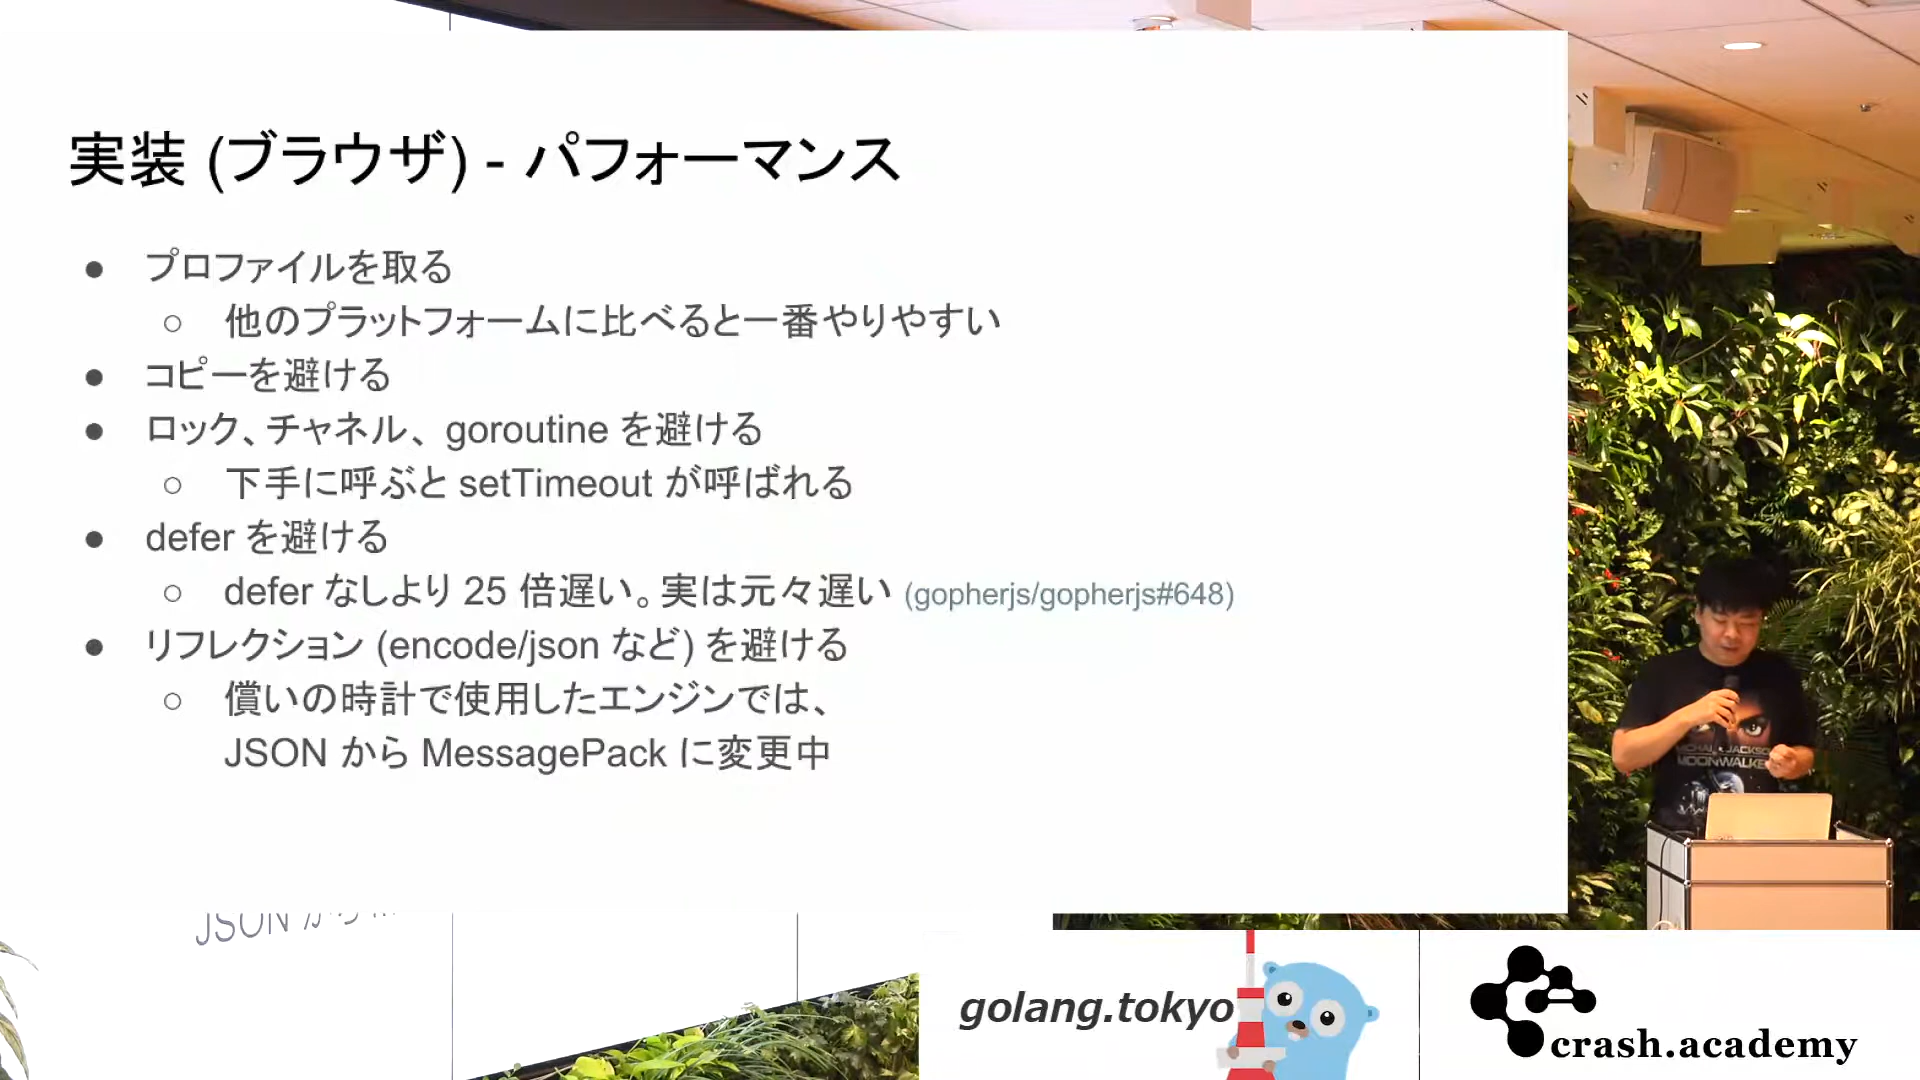 実装 (ブラウザ) - パフォーマンス
● プロファイルを取る
○ 他のプラットフォームに比べると一番やりやすい
● コピーを避ける
● ロック、チャネル、 goroutine を避ける
○ 下手に呼ぶと setTimeout が呼ばれる
● defer を避ける
○ defer なしより 25 倍遅い。実は元々遅い (gopherjs/gopherjs#648)
● リフレクション (encode/json など) を避ける
○ 償いの時計で使用したエンジンでは、
JSON から MessagePack に変更中
MICHAEL JACKSON
MOONWALKER
JSON から
golang.tokyo
crash.academy